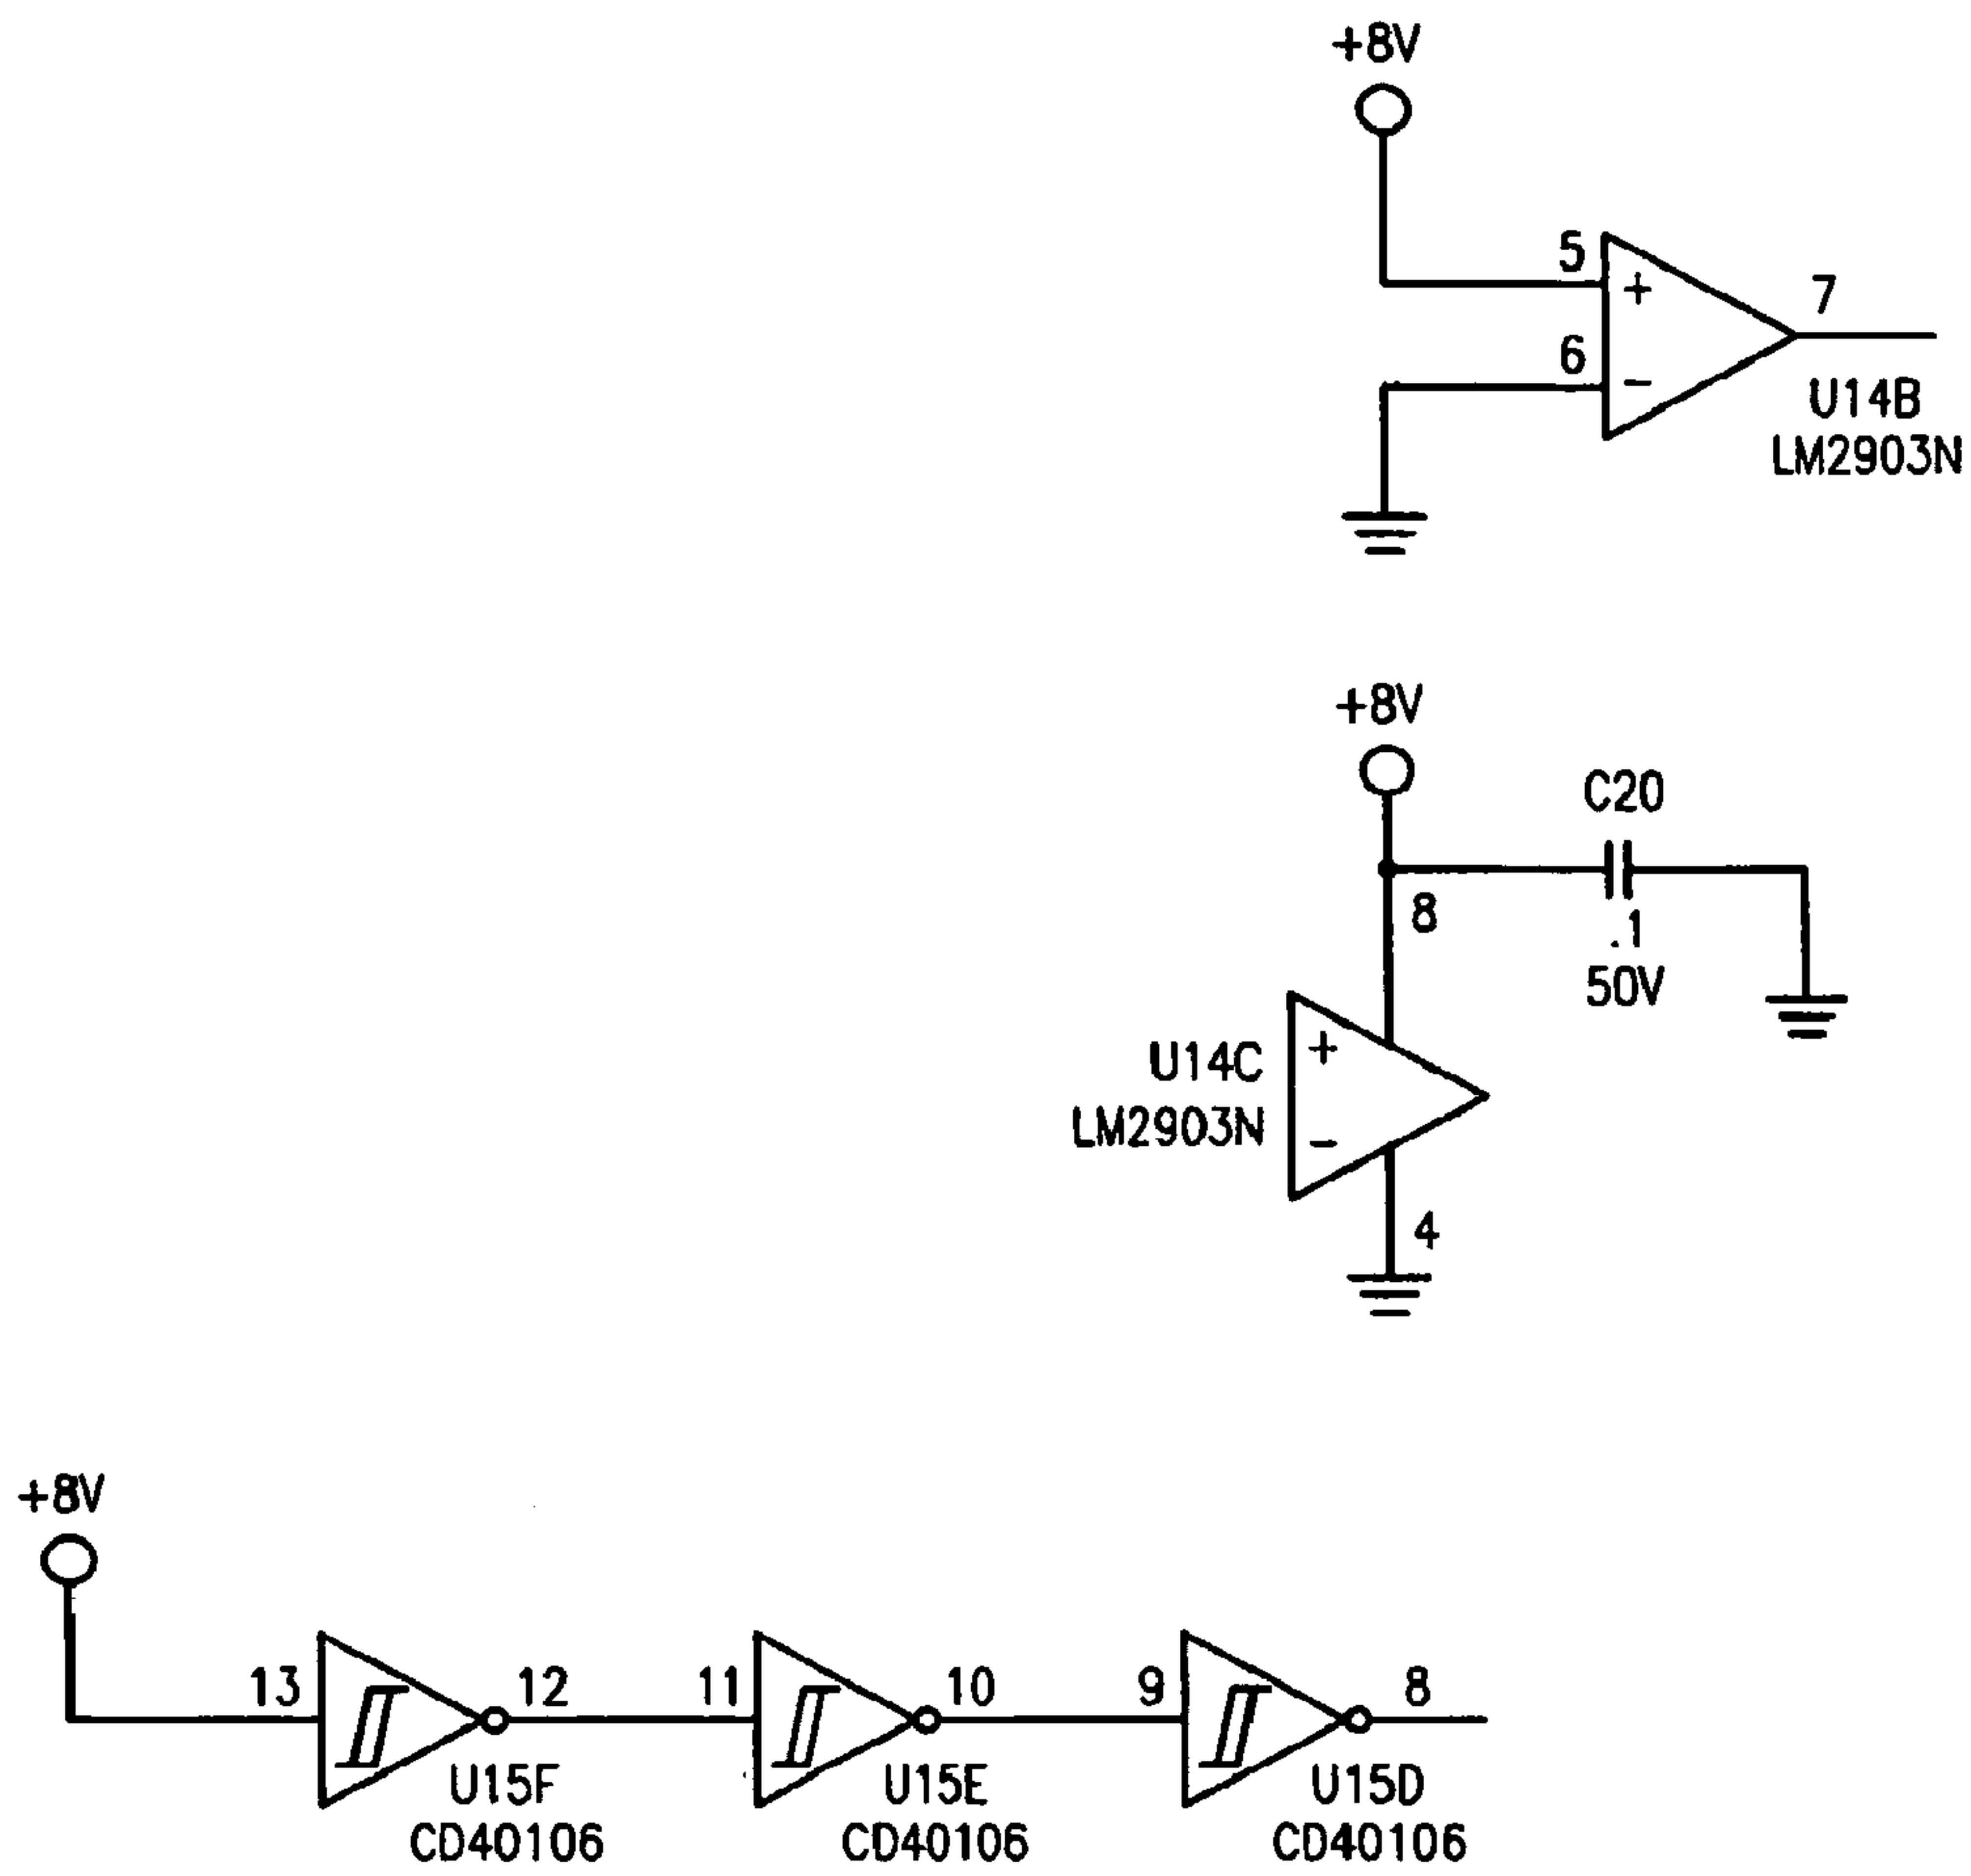 +8V
5
+
7
6
−
U14B
LM2903N
+8V
C20
8
.1
50V
+
U14C
LM2903N
−
4
+8V
13
12
11
10
9
8
U15F
U15E
U15D
CD40106
CD40106
CD40106